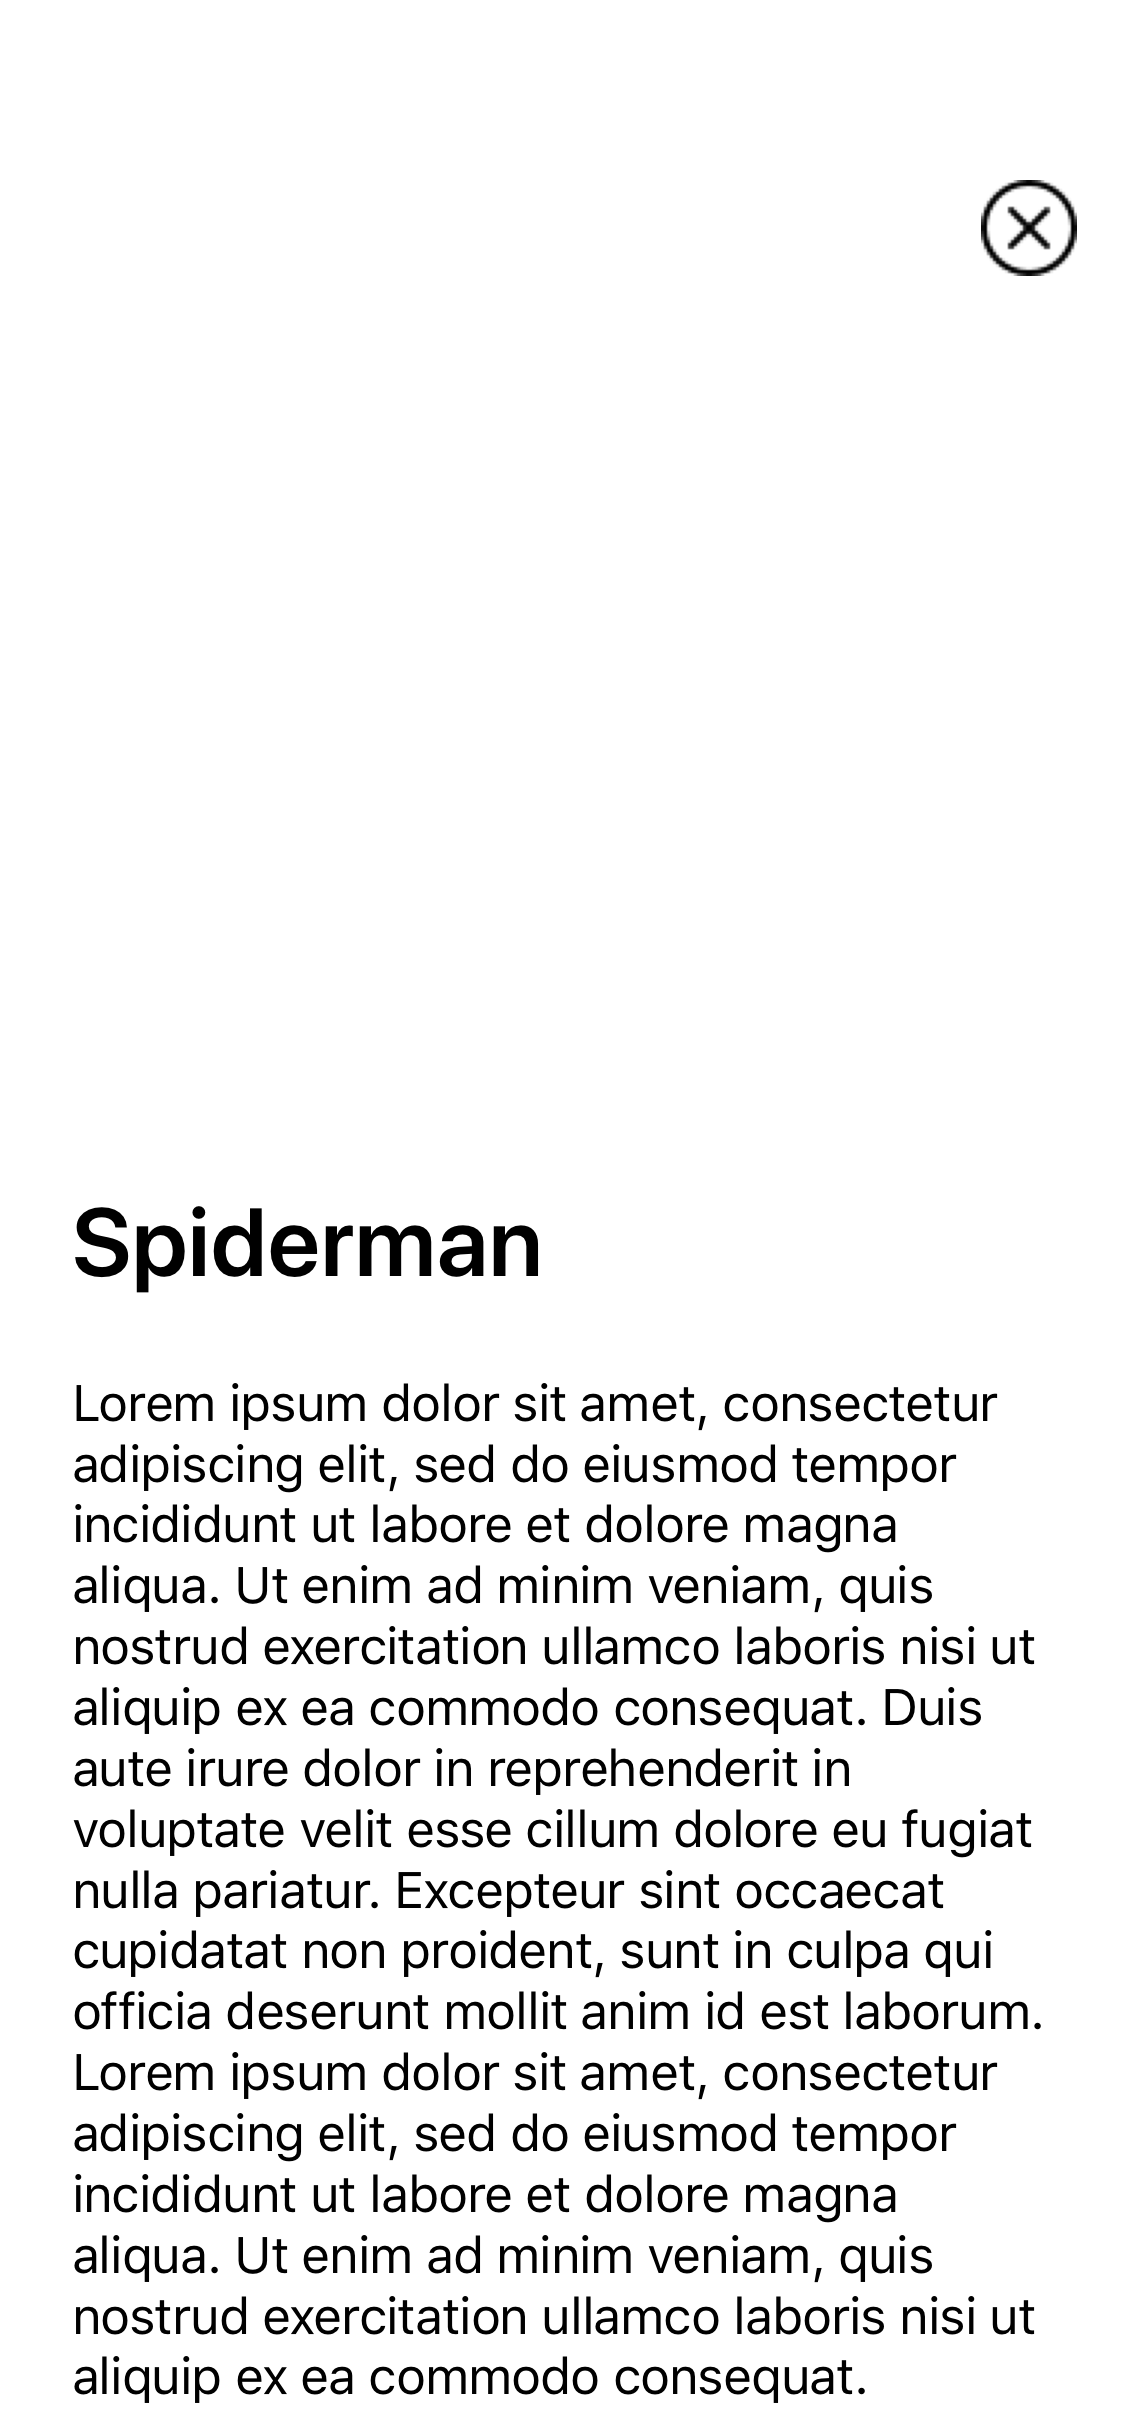 Spiderman
Lorem ipsum dolor sit amet, consectetur
adipiscing elit, sed do eiusmod tempor
incididunt ut labore et dolore magna
aliqua. Ut enim ad minim veniam, quis
nostrud exercitation ullamco laboris nisi ut
aliquip ex ea commodo consequat. Duis
aute irure dolor in reprehenderit in
voluptate velit esse cillum dolore eu fugiat
nulla pariatur. Excepteur sint occaecat
cupidatat non proident, sunt in culpa qui
officia deserunt mollit anim id est laborum.
Lorem ipsum dolor sit amet, consectetur
adipiscing elit, sed do eiusmod tempor
incididunt ut labore et dolore magna
aliqua. Ut enim ad minim veniam, quis
nostrud exercitation ullamco laboris nisi ut
aliquip ex ea commodo consequat.